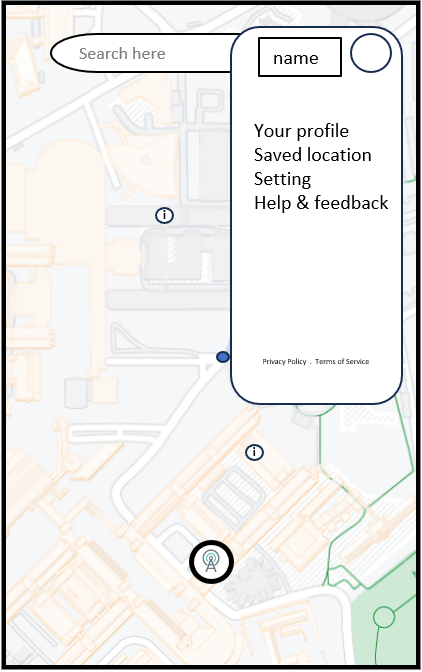 Search here
name
Your profile
Saved location
Setting
Help & feedback
i
Privacy Policy . Terms of Service
i